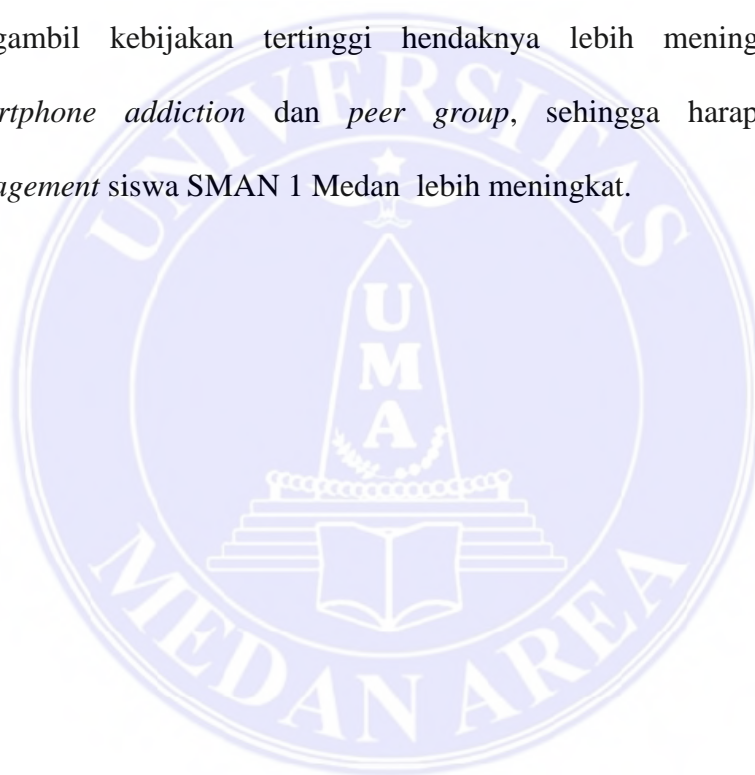 gambil kebijakan tertinggi hendaknya lebih mening
rtphone addiction dan peer group, sehingga harap
agement siswa SMAN 1 Medan lebih meningkat.
UNIVERSITAS
U
M
A
MEDAN AREA